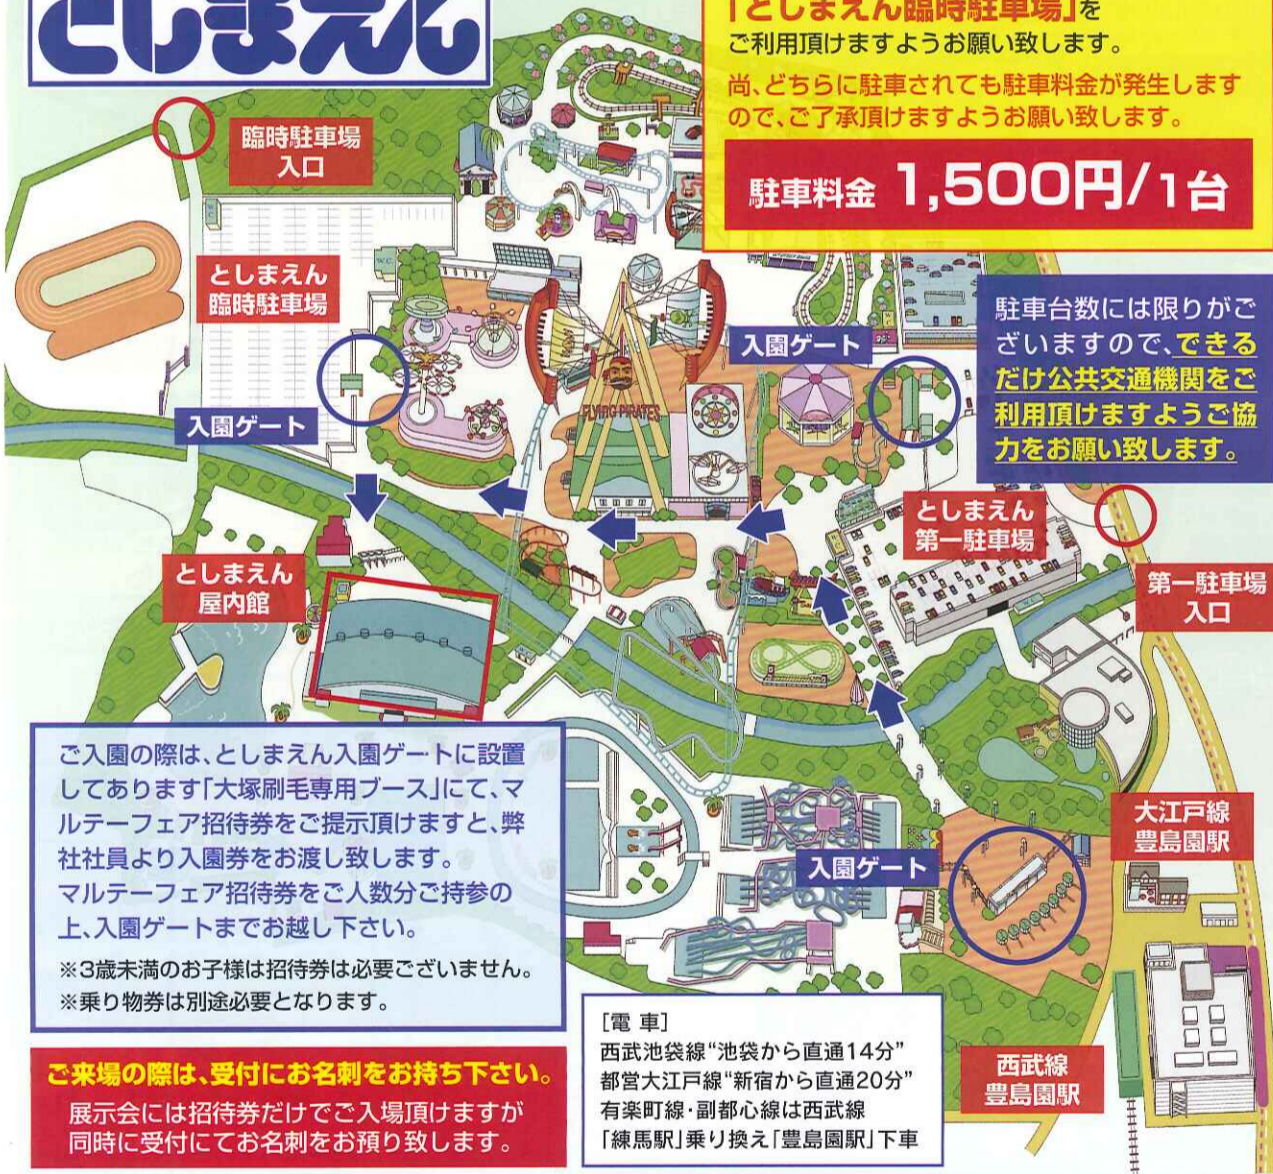 としまえん
「としまえん臨時駐車場」を
ご利用頂けますようお願い致します。
尚、どちらに駐車されても駐車料金が発生します
ので、ご了承頂けますようお願い致します。
駐車料金 1,500円/1台
臨時駐車場
入口
W.C
W.C
としまえん
臨時駐車場
入園ゲート
駐車台数には限りがご
ざいますので、できる
だけ公共交通機関をご
利用頂けますようご協
力をお願い致します。
入園ゲート
FLYING PIRATES
としまえん
第一駐車場
第一駐車場
入口
としまえん
屋内館
ご入園の際は、としまえん入園ゲートに設置
してあります「大塚刷毛専用ブース」にて、マ
ルテーフェア招待券をご提示頂けますと、弊
社社員より入園券をお渡し致します。
マルテーフェア招待券をご人数分ご持参の
上、入園ゲートまでお越し下さい。
※3歳未満のお子様は招待券は必要ございません。
※乗り物券は別途必要となります。
大江戸線
豊島園駅
入園ゲート
ご来場の際は、受付にお名刺をお持ち下さい。
展示会には招待券だけでご入場頂けますが
同時に受付にてお名刺をお預り致します。
[電 車]
西武池袋線“池袋から直通14分”
都営大江戸線“新宿から直通20分”
有楽町線・副都心線は西武線
「練馬駅」乗り換え「豊島園駅」下車
西武線
豊島園駅